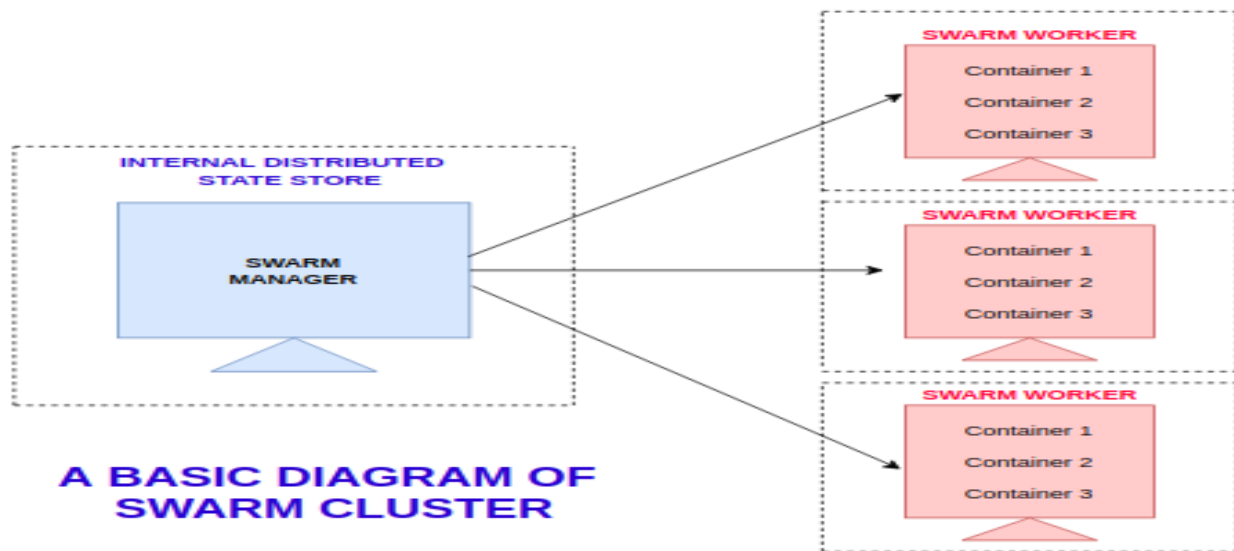 INTERNAL DISTRIBUTED
STATE STORE
SWARM
MANAGER
A BASIC DIAGRAM OF
SWARM CLUSTER
SWARM WORKER
Container 1
Container 2
Container 3
SWARM WORKER
Container 1
Container 2
Container 3
SWARM WORKER
Container 1
Container 2
Container 3